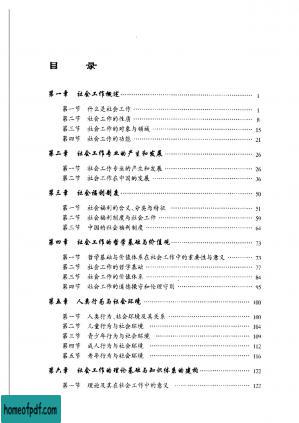 目 录
第一章 社会工作概述 1
第一节 什么是社会工作 1
第二节 社会工作的性质 8
第三节 社会工作的对象与领域 15
第四节 社会工作的功能 21
第二章 社会工作专业的产生和发展 26
第一节 社会工作专业的产生和发展 26
第二节 社会工作在中国的发展 36
第三章 社会福利制度 50
第一节 社会福利的含义、分类与特征 51
第二节 社会福利制度与社会工作 59
第三节 中国的社会福利制度 64
第四章 社会工作的哲学基础与价值观 73
第一节 哲学基础与价值体系在社会工作中的重要性与意义 73
第二节 社会工作的哲学基础 77
第三节 社会工作的价值体系 84
第四节 社会工作的道德操守和伦理守则 95
第五章 人类行为与社会环境 100
第一节 人类行为、社会环境及其关系 100
第二节 儿童行为与社会环境 104
第三节 青少年行为与社会环境 109
第四节 成人行为与社会环境 112
第五节 老年行为与社会环境 116
第六章 社会工作的理论基础与知识体系的建构 122
第一节 理论及其在社会工作中的意义 122
homeofpdf.com